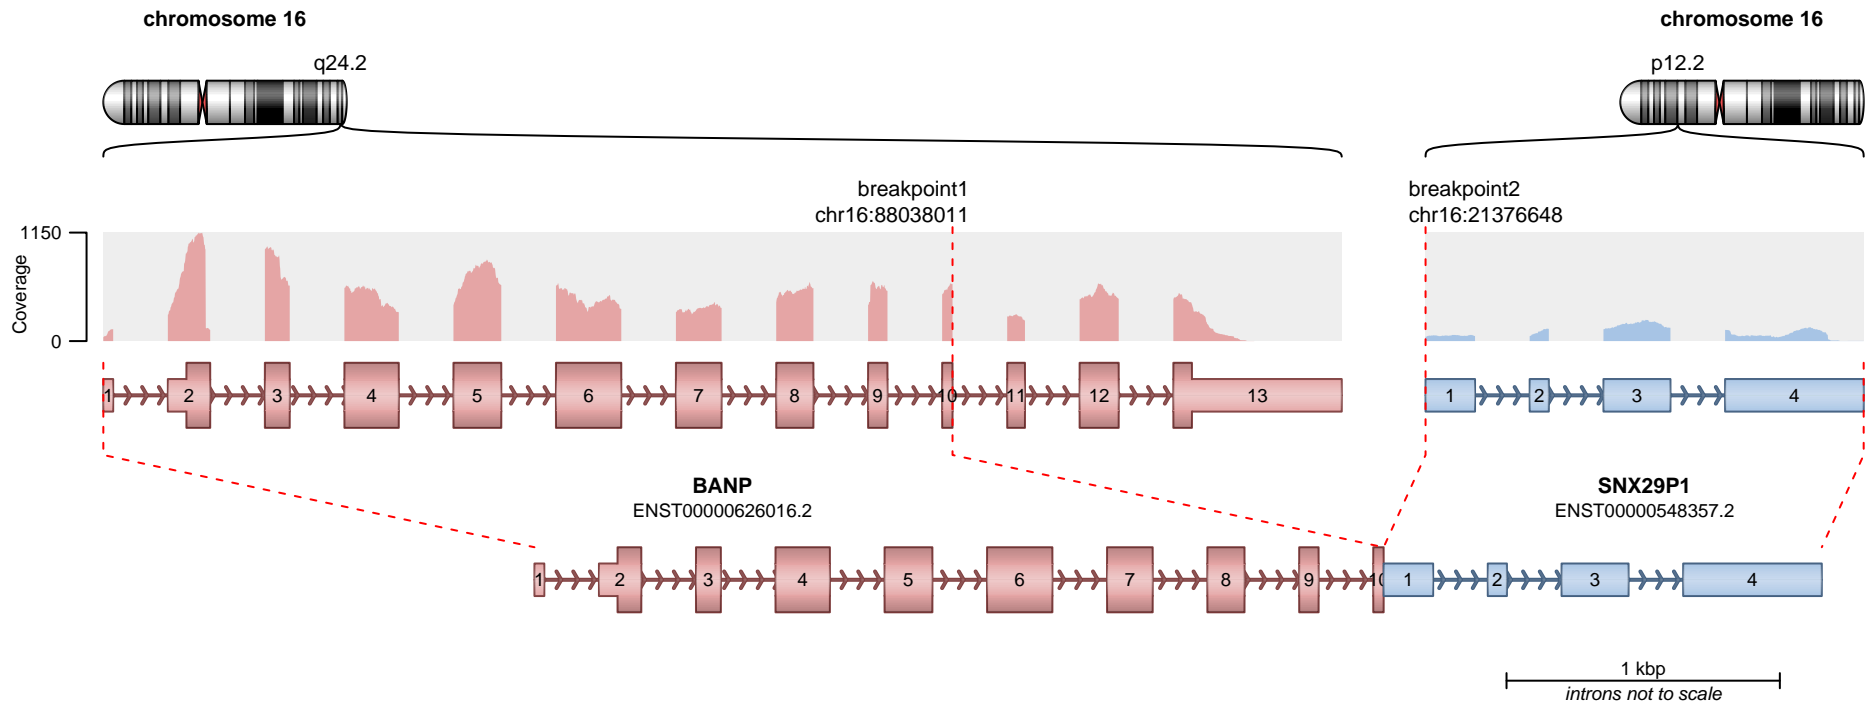 chromosome 16
chromosome 16
q24.2
p12.2
breakpoint1
chr16:88038011
breakpoint2
chr16:21376648
1150
Coverage
0
1 2 3 4 5 6 7 8 9 10 11 12 13
1 2 3 4
BANP
ENST00000626016.2
SNX29P1
ENST00000548357.2
1 2 3 4 5 6 7 8 9 10 1 2 3 4
1 kbp
introns not to scale